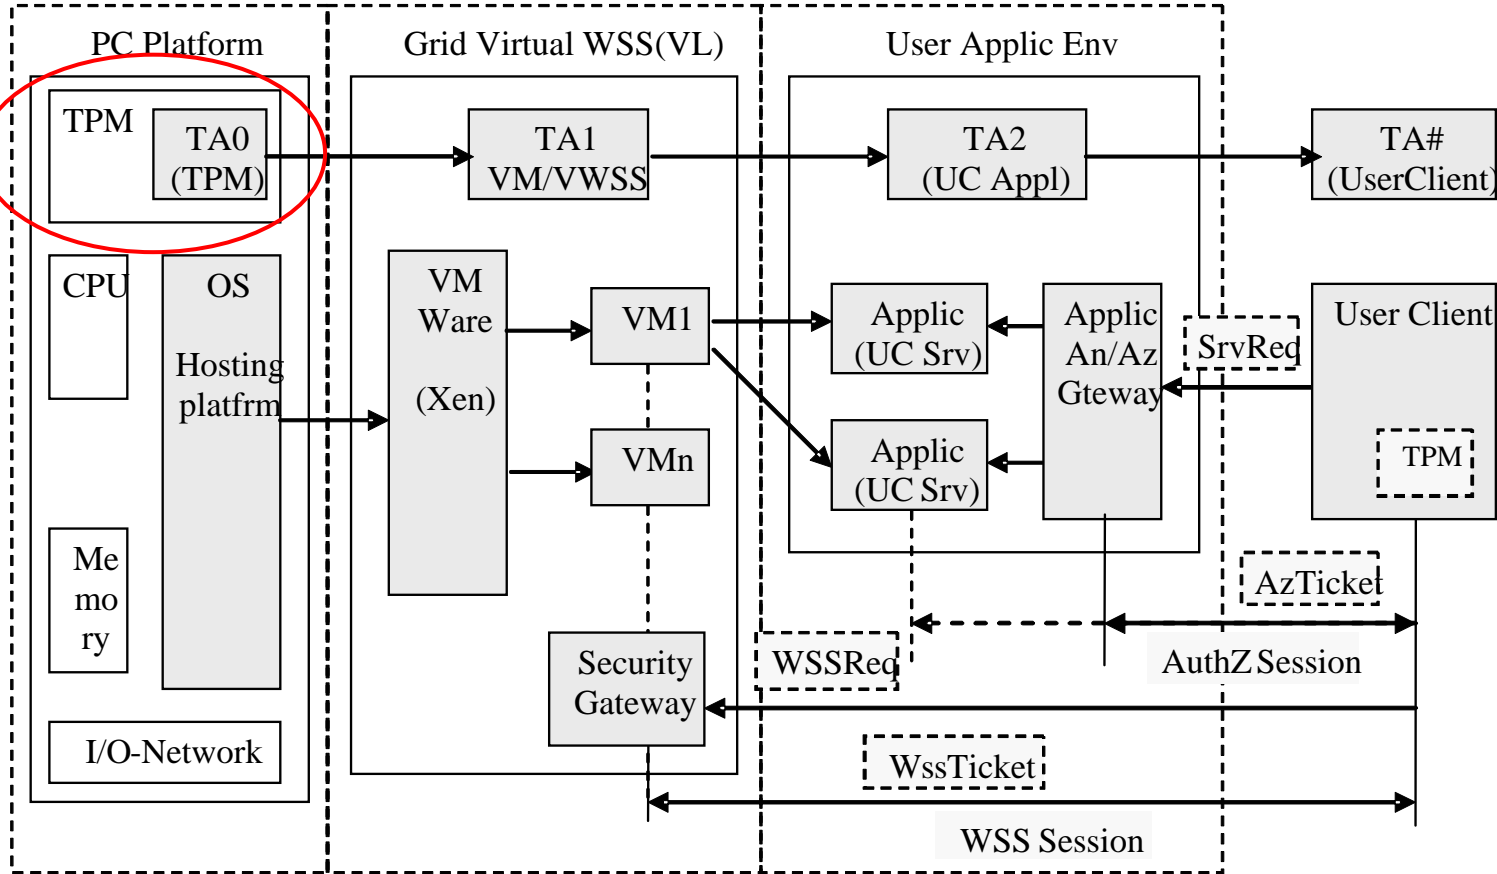 PC Platform
Grid Virtual WSS(VL)
User Applic Env
TPM
TA0
(TPM)
TA1
VM/VWSS
TA2
(UC Appl)
TA#
(UserClient)
CPU
OS
Hosting
platfrm
VM
Ware
(Xen)
VM1
VMn
Applic
(UC Srv)
Applic
(UC Srv)
Applic
An/Az
Gteway
SrvReq
User Client
TPM
Me
mo
ry
I/O-Network
Security
Gateway
WSSReq
AzTicket
AuthZ Session
WssTicket
WSS Session